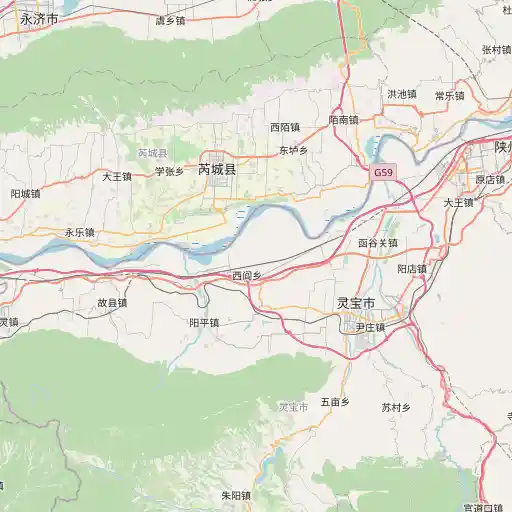 永济市
虞乡镇
杜
张村镇
洪池镇
常乐镇
陌南镇
西陌镇
陕州
东垆乡
芮城县
芮城县
学张乡
大王镇
G59
原店镇
阳城镇
大王镇
永乐镇
函谷关镇
阳店镇
西阎乡
故县镇
灵宝市
灵镇
阳平镇
尹庄镇
五亩乡
灵宝市
苏村乡
朱阳镇
官道口镇